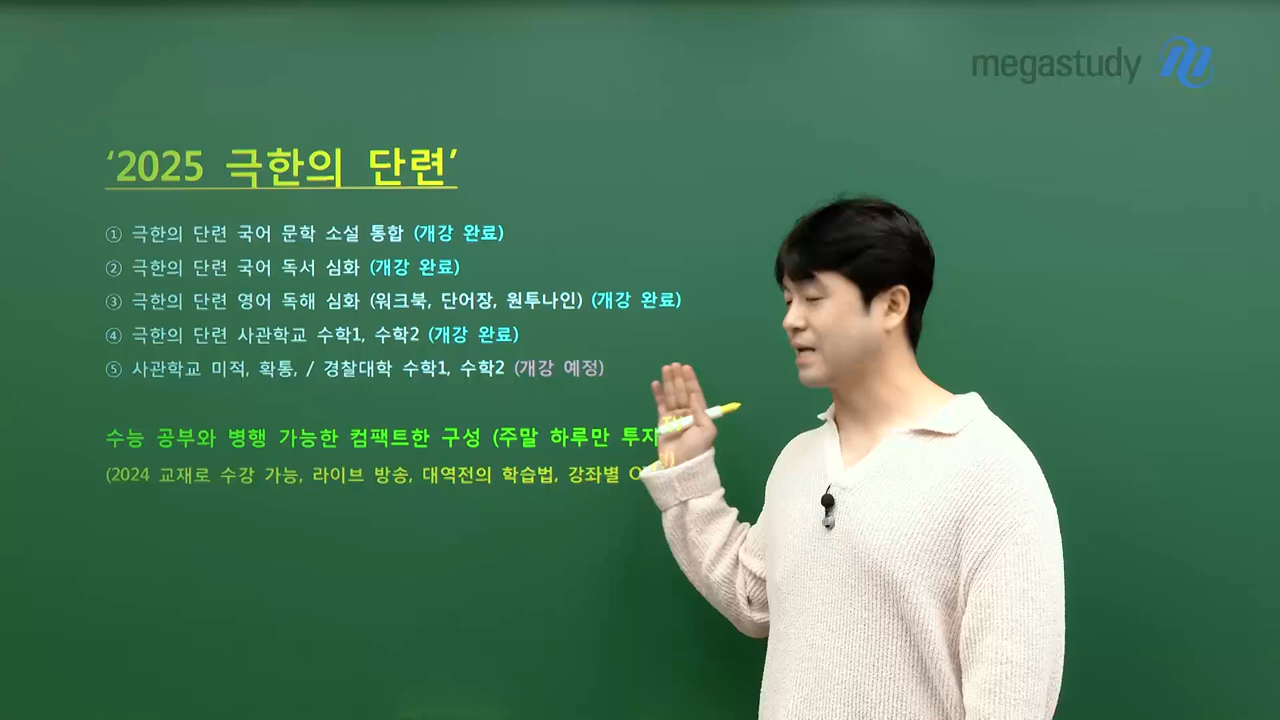 megastudy
‘2025 극한의 단련’
① 극한의 단련 국어 문학 소설 통합 (개강 완료)
② 극한의 단련 국어 독서 심화 (개강 완료)
③ 극한의 단련 영어 독해 심화 (워크북, 단어장, 원투나인) (개강 완료)
④ 극한의 단련 사관학교 수학1, 수학2 (개강 완료)
⑤ 사관학교 미적, 확통, / 경찰대학 수학1, 수학2 (개강 예정)
수능 공부와 병행 가능한 컴팩트한 구성 (주말 하루만 투자
(2024 교재로 수강 가능, 라이브 방송, 대역전의 학습법, 강좌별